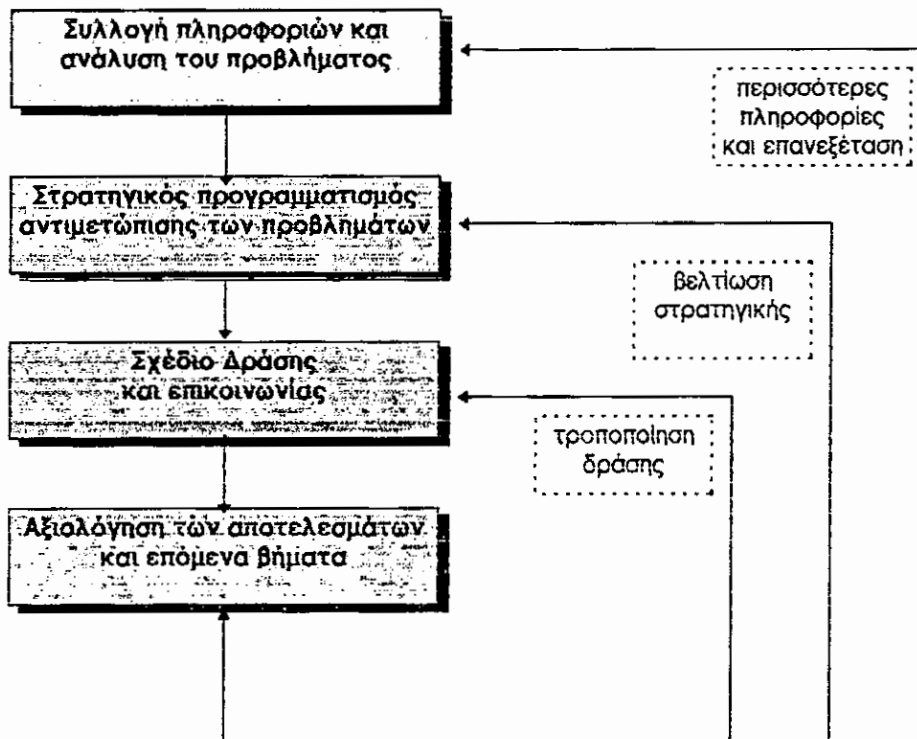 Συλλογή πληροφοριών και
ανάλυση του προβλήματος
περισσότερες
πληροφορίες
και επανεξέταση
Στρατηγικός προγραμματισμός
αντιμετώπισης των προβλημάτων
βελτίωση
στρατηγικής
Σχέδιο Δράσης
και επικοινωνίας
τροποποίηση
δράσης
Αξιολόγηση τών αποτελεσμάτων
και επόμενα βήματα